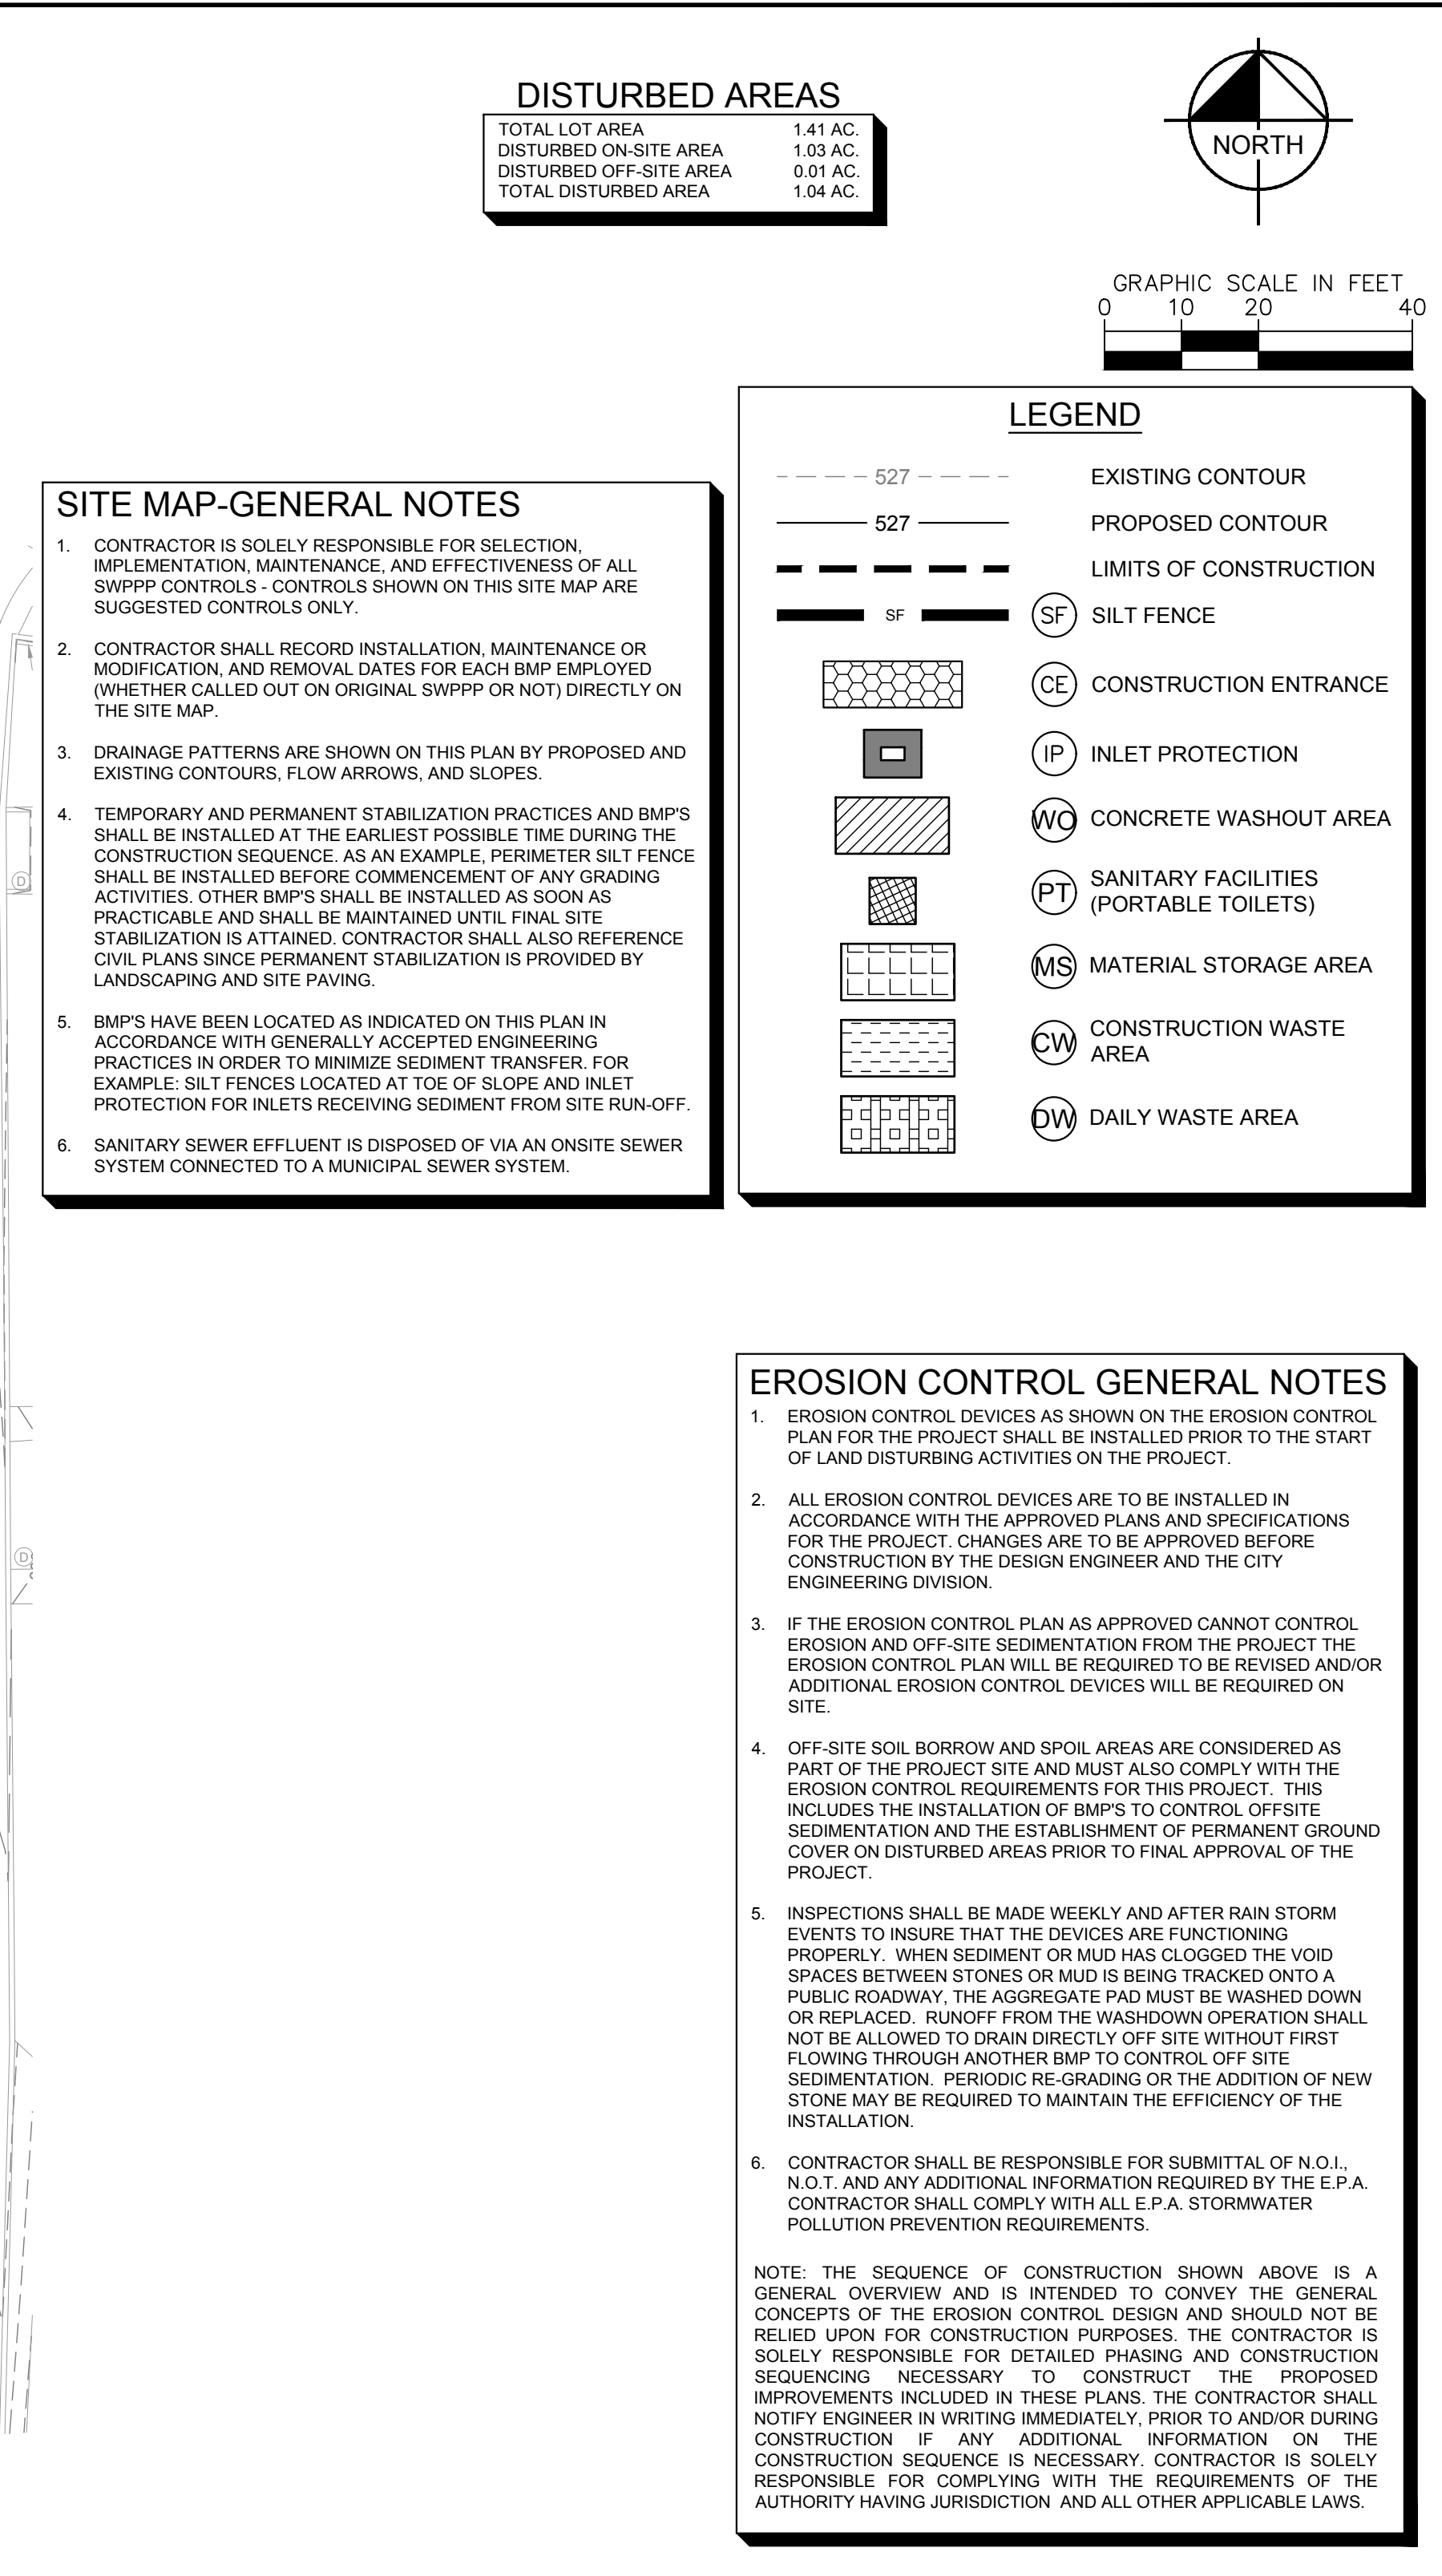 DISTURBED AREAS
TOTAL LOT AREA 1.41 AC.
DISTURBED ON-SITE AREA 1.03 AC.
DISTURBED OFF-SITE AREA 0.01 AC.
TOTAL DISTURBED AREA 1.04 AC.
NORTH
GRAPHIC SCALE IN FEET
0 10 20 40
SITE MAP-GENERAL NOTES
1. CONTRACTOR IS SOLELY RESPONSIBLE FOR SELECTION,
IMPLEMENTATION, MAINTENANCE, AND EFFECTIVENESS OF ALL
SWPPP CONTROLS - CONTROLS SHOWN ON THIS SITE MAP ARE
SUGGESTED CONTROLS ONLY.
2. CONTRACTOR SHALL RECORD INSTALLATION, MAINTENANCE OR
MODIFICATION, AND REMOVAL DATES FOR EACH BMP EMPLOYED
(WHETHER CALLED OUT ON ORIGINAL SWPPP OR NOT) DIRECTLY ON
THE SITE MAP.
3. DRAINAGE PATTERNS ARE SHOWN ON THIS PLAN BY PROPOSED AND
EXISTING CONTOURS, FLOW ARROWS, AND SLOPES.
4. TEMPORARY AND PERMANENT STABILIZATION PRACTICES AND BMP'S
SHALL BE INSTALLED AT THE EARLIEST POSSIBLE TIME DURING THE
CONSTRUCTION SEQUENCE. AS AN EXAMPLE, PERIMETER SILT FENCE
SHALL BE INSTALLED BEFORE COMMENCEMENT OF ANY GRADING
ACTIVITIES. OTHER BMP'S SHALL BE INSTALLED AS SOON AS
PRACTICABLE AND SHALL BE MAINTAINED UNTIL FINAL SITE
STABILIZATION IS ATTAINED. CONTRACTOR SHALL ALSO REFERENCE
CIVIL PLANS SINCE PERMANENT STABILIZATION IS PROVIDED BY
LANDSCAPING AND SITE PAVING.
5. BMP'S HAVE BEEN LOCATED AS INDICATED ON THIS PLAN IN
ACCORDANCE WITH GENERALLY ACCEPTED ENGINEERING
PRACTICES IN ORDER TO MINIMIZE SEDIMENT TRANSFER. FOR
EXAMPLE: SILT FENCES LOCATED AT TOE OF SLOPE AND INLET
PROTECTION FOR INLETS RECEIVING SEDIMENT FROM SITE RUN-OFF.
6. SANITARY SEWER EFFLUENT IS DISPOSED OF VIA AN ONSITE SEWER
SYSTEM CONNECTED TO A MUNICIPAL SEWER SYSTEM.
LEGEND
527 EXISTING CONTOUR
527 PROPOSED CONTOUR
LIMITS OF CONSTRUCTION
SF SF SILT FENCE
CE CONSTRUCTION ENTRANCE
IP INLET PROTECTION
WO CONCRETE WASHOUT AREA
PT SANITARY FACILITIES
(PORTABLE TOILETS)
MS MATERIAL STORAGE AREA
CW CONSTRUCTION WASTE
AREA
DW DAILY WASTE AREA
D
D
EROSION CONTROL GENERAL NOTES
1. EROSION CONTROL DEVICES AS SHOWN ON THE EROSION CONTROL
PLAN FOR THE PROJECT SHALL BE INSTALLED PRIOR TO THE START
OF LAND DISTURBING ACTIVITIES ON THE PROJECT.
2. ALL EROSION CONTROL DEVICES ARE TO BE INSTALLED IN
ACCORDANCE WITH THE APPROVED PLANS AND SPECIFICATIONS
FOR THE PROJECT. CHANGES ARE TO BE APPROVED BEFORE
CONSTRUCTION BY THE DESIGN ENGINEER AND THE CITY
ENGINEERING DIVISION.
3. IF THE EROSION CONTROL PLAN AS APPROVED CANNOT CONTROL
EROSION AND OFF-SITE SEDIMENTATION FROM THE PROJECT THE
EROSION CONTROL PLAN WILL BE REQUIRED TO BE REVISED AND/OR
ADDITIONAL EROSION CONTROL DEVICES WILL BE REQUIRED ON
SITE.
4. OFF-SITE SOIL BORROW AND SPOIL AREAS ARE CONSIDERED AS
PART OF THE PROJECT SITE AND MUST ALSO COMPLY WITH THE
EROSION CONTROL REQUIREMENTS FOR THIS PROJECT. THIS
INCLUDES THE INSTALLATION OF BMP'S TO CONTROL OFFSITE
SEDIMENTATION AND THE ESTABLISHMENT OF PERMANENT GROUND
COVER ON DISTURBED AREAS PRIOR TO FINAL APPROVAL OF THE
PROJECT.
5. INSPECTIONS SHALL BE MADE WEEKLY AND AFTER RAIN STORM
EVENTS TO INSURE THAT THE DEVICES ARE FUNCTIONING
PROPERLY. WHEN SEDIMENT OR MUD HAS CLOGGED THE VOID
SPACES BETWEEN STONES OR MUD IS BEING TRACKED ONTO A
PUBLIC ROADWAY, THE AGGREGATE PAD MUST BE WASHED DOWN
OR REPLACED. RUNOFF FROM THE WASHDOWN OPERATION SHALL
NOT BE ALLOWED TO DRAIN DIRECTLY OFF SITE WITHOUT FIRST
FLOWING THROUGH ANOTHER BMP TO CONTROL OFF SITE
SEDIMENTATION. PERIODIC RE-GRADING OR THE ADDITION OF NEW
STONE MAY BE REQUIRED TO MAINTAIN THE EFFICIENCY OF THE
INSTALLATION.
6. CONTRACTOR SHALL BE RESPONSIBLE FOR SUBMITTAL OF N.O.I.,
N.O.T. AND ANY ADDITIONAL INFORMATION REQUIRED BY THE E.P.A.
CONTRACTOR SHALL COMPLY WITH ALL E.P.A. STORMWATER
POLLUTION PREVENTION REQUIREMENTS.
NOTE: THE SEQUENCE OF CONSTRUCTION SHOWN ABOVE IS A
GENERAL OVERVIEW AND IS INTENDED TO CONVEY THE GENERAL
CONCEPTS OF THE EROSION CONTROL DESIGN AND SHOULD NOT BE
RELIED UPON FOR CONSTRUCTION PURPOSES. THE CONTRACTOR IS
SOLELY RESPONSIBLE FOR DETAILED PHASING AND CONSTRUCTION
SEQUENCING NECESSARY TO CONSTRUCT THE PROPOSED
IMPROVEMENTS INCLUDED IN THESE PLANS. THE CONTRACTOR SHALL
NOTIFY ENGINEER IN WRITING IMMEDIATELY, PRIOR TO AND/OR DURING
CONSTRUCTION IF ANY ADDITIONAL INFORMATION ON THE
CONSTRUCTION SEQUENCE IS NECESSARY. CONTRACTOR IS SOLELY
RESPONSIBLE FOR COMPLYING WITH THE REQUIREMENTS OF THE
AUTHORITY HAVING JURISDICTION AND ALL OTHER APPLICABLE LAWS.